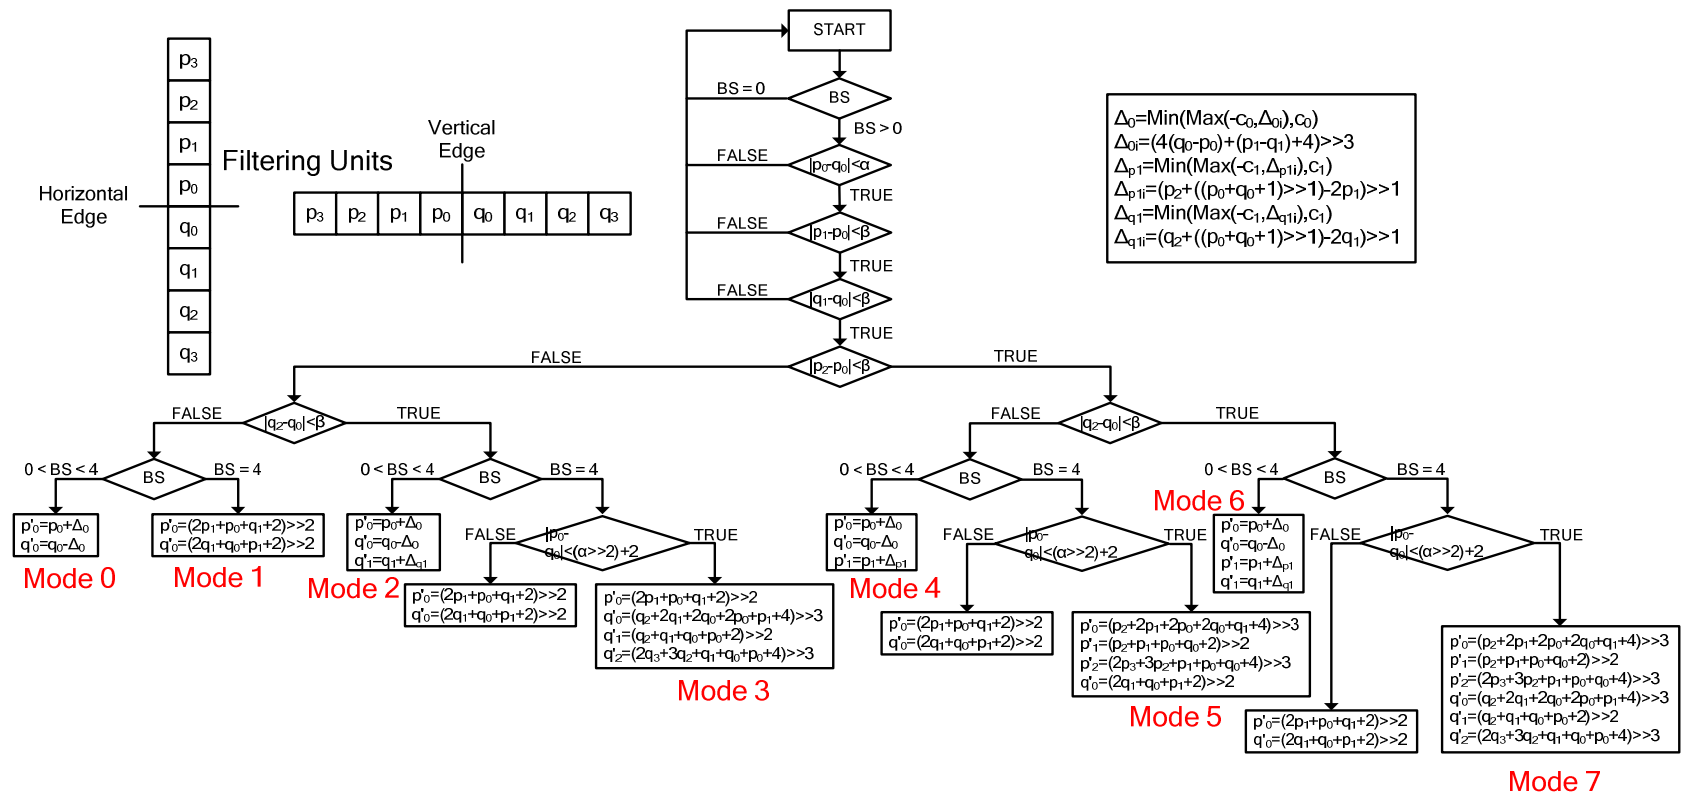 START
BS
BS = 0
BS > 0
|p₀-q₀|<α
FALSE
TRUE
|p₁-p₀|<β
FALSE
TRUE
|q₁-q₀|<β
FALSE
TRUE
|p₂-p₀|<β
FALSE
TRUE
p₃
p₂
p₁
p₀
q₀
q₁
q₂
q₃
Horizontal
Edge
Filtering Units
Vertical
Edge
p₃ p₂ p₁ p₀ q₀ q₁ q₂ q₃
Δ₀=Min(Max(-c₀,Δ₀ᵢ),c₀)
Δ₀ᵢ=(4(q₀-p₀)+(p₁-q₁)+4)>>3
Δp₁=Min(Max(-c₁,Δp₁ᵢ),c₁)
Δp₁ᵢ=(p₂+((p₀+q₀+1)>>1)-2p₁)>>1
Δq₁=Min(Max(-c₁,Δq₁ᵢ),c₁)
Δq₁ᵢ=(q₂+((p₀+q₀+1)>>1)-2q₁)>>1
|q₂-q₀|<β
FALSE
TRUE
BS
0 < BS < 4
BS = 4
p'₀=p₀+Δ₀
q'₀=q₀-Δ₀
Mode 0
p'₀=(2p₁+p₀+q₁+2)>>2
q'₀=(2q₁+q₀+p₁+2)>>2
Mode 1
BS
0 < BS < 4
BS = 4
p'₀=p₀+Δ₀
q'₀=q₀-Δ₀
q'₁=q₁+Δq₁
Mode 2
|p₀-
q₀|<(α>>2)+2
FALSE
TRUE
p'₀=(2p₁+p₀+q₁+2)>>2
q'₀=(2q₁+q₀+p₁+2)>>2
p'₀=(2p₁+p₀+q₁+2)>>2
q'₀=(q₂+2q₁+2q₀+2p₀+p₁+4)>>3
q'₁=(q₂+q₁+q₀+p₀+2)>>2
q'₂=(2q₃+3q₂+q₁+q₀+p₀+4)>>3
Mode 3
|q₂-q₀|<β
FALSE
TRUE
BS
0 < BS < 4
BS = 4
p'₀=p₀+Δ₀
q'₀=q₀-Δ₀
p'₁=p₁+Δp₁
Mode 4
|p₀-
q₀|<(α>>2)+2
FALSE
TRUE
p'₀=(2p₁+p₀+q₁+2)>>2
q'₀=(2q₁+q₀+p₁+2)>>2
p'₀=(p₂+2p₁+2p₀+2q₀+q₁+4)>>3
p'₁=(p₂+p₁+p₀+q₀+2)>>2
p'₂=(2p₃+3p₂+p₁+p₀+q₀+4)>>3
q'₀=(2q₁+q₀+p₁+2)>>2
Mode 5
BS
0 < BS < 4
BS = 4
Mode 6
p'₀=p₀+Δ₀
q'₀=q₀-Δ₀
p'₁=p₁+Δp₁
q'₁=q₁+Δq₁
|p₀-
q₀|<(α>>2)+2
FALSE
TRUE
p'₀=(2p₁+p₀+q₁+2)>>2
q'₀=(2q₁+q₀+p₁+2)>>2
p'₀=(p₂+2p₁+2p₀+2q₀+q₁+4)>>3
p'₁=(p₂+p₁+p₀+q₀+2)>>2
p'₂=(2p₃+3p₂+p₁+p₀+q₀+4)>>3
q'₀=(q₂+2q₁+2q₀+2p₀+p₁+4)>>3
q'₁=(q₂+q₁+q₀+p₀+2)>>2
q'₂=(2q₃+3q₂+q₁+q₀+p₀+4)>>3
Mode 7